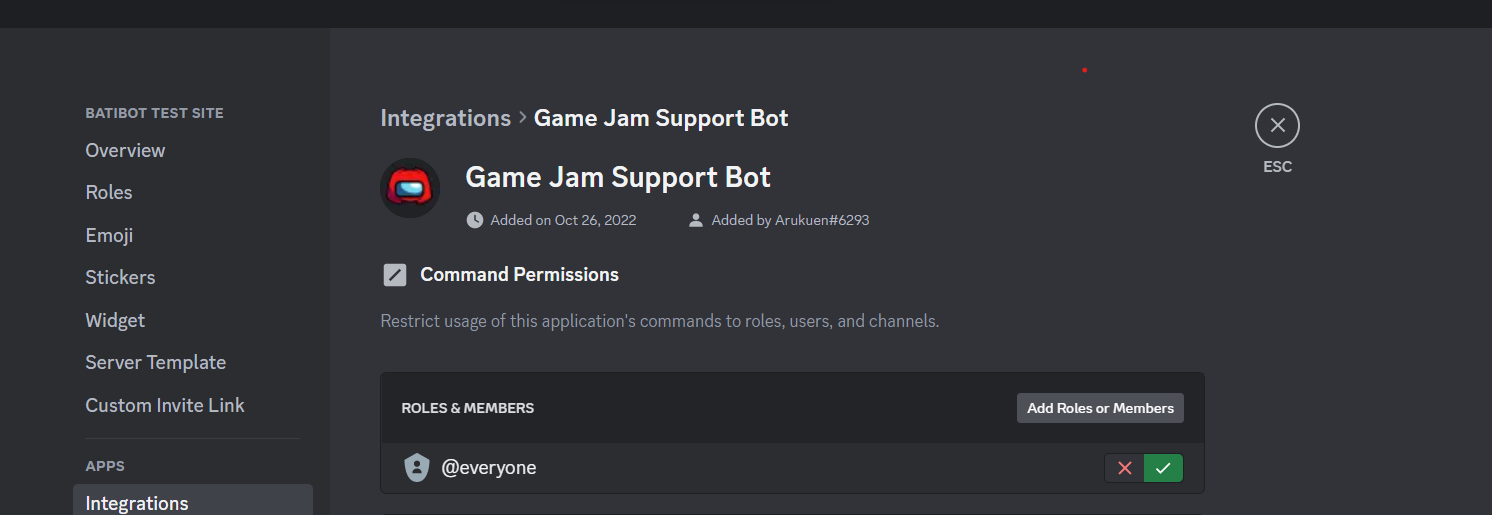 BATIBOT TEST SITE
Overview
Roles
Emoji
Stickers
Widget
Server Template
Custom Invite Link
APPS
Integrations
Integrations > Game Jam Support Bot
Game Jam Support Bot
Added on Oct 26, 2022 Added by Arukuen#6293
Command Permissions
Restrict usage of this application's commands to roles, users, and channels.
ROLES & MEMBERS Add Roles or Members
@everyone
ESC